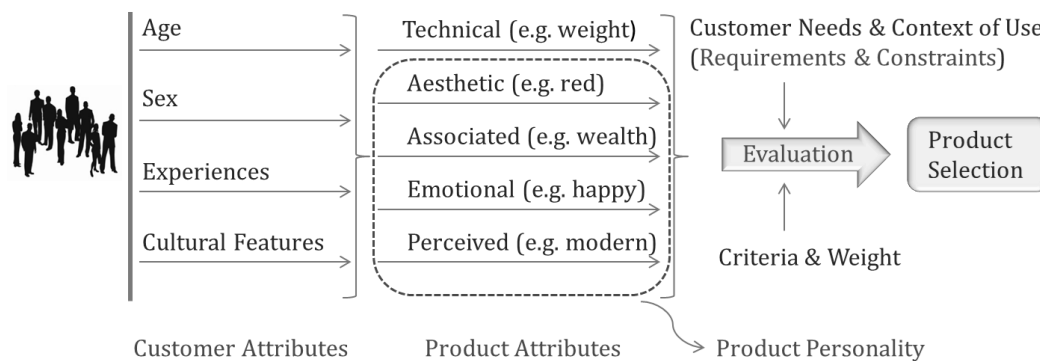 Age
Sex
Experiences
Cultural Features
Customer Attributes
Technical (e.g. weight)
Aesthetic (e.g. red)
Associated (e.g. wealth)
Emotional (e.g. happy)
Perceived (e.g. modern)
Product Attributes
Product Personality
Customer Needs & Context of Use
(Requirements & Constraints)
Evaluation
Criteria & Weight
Product
Selection